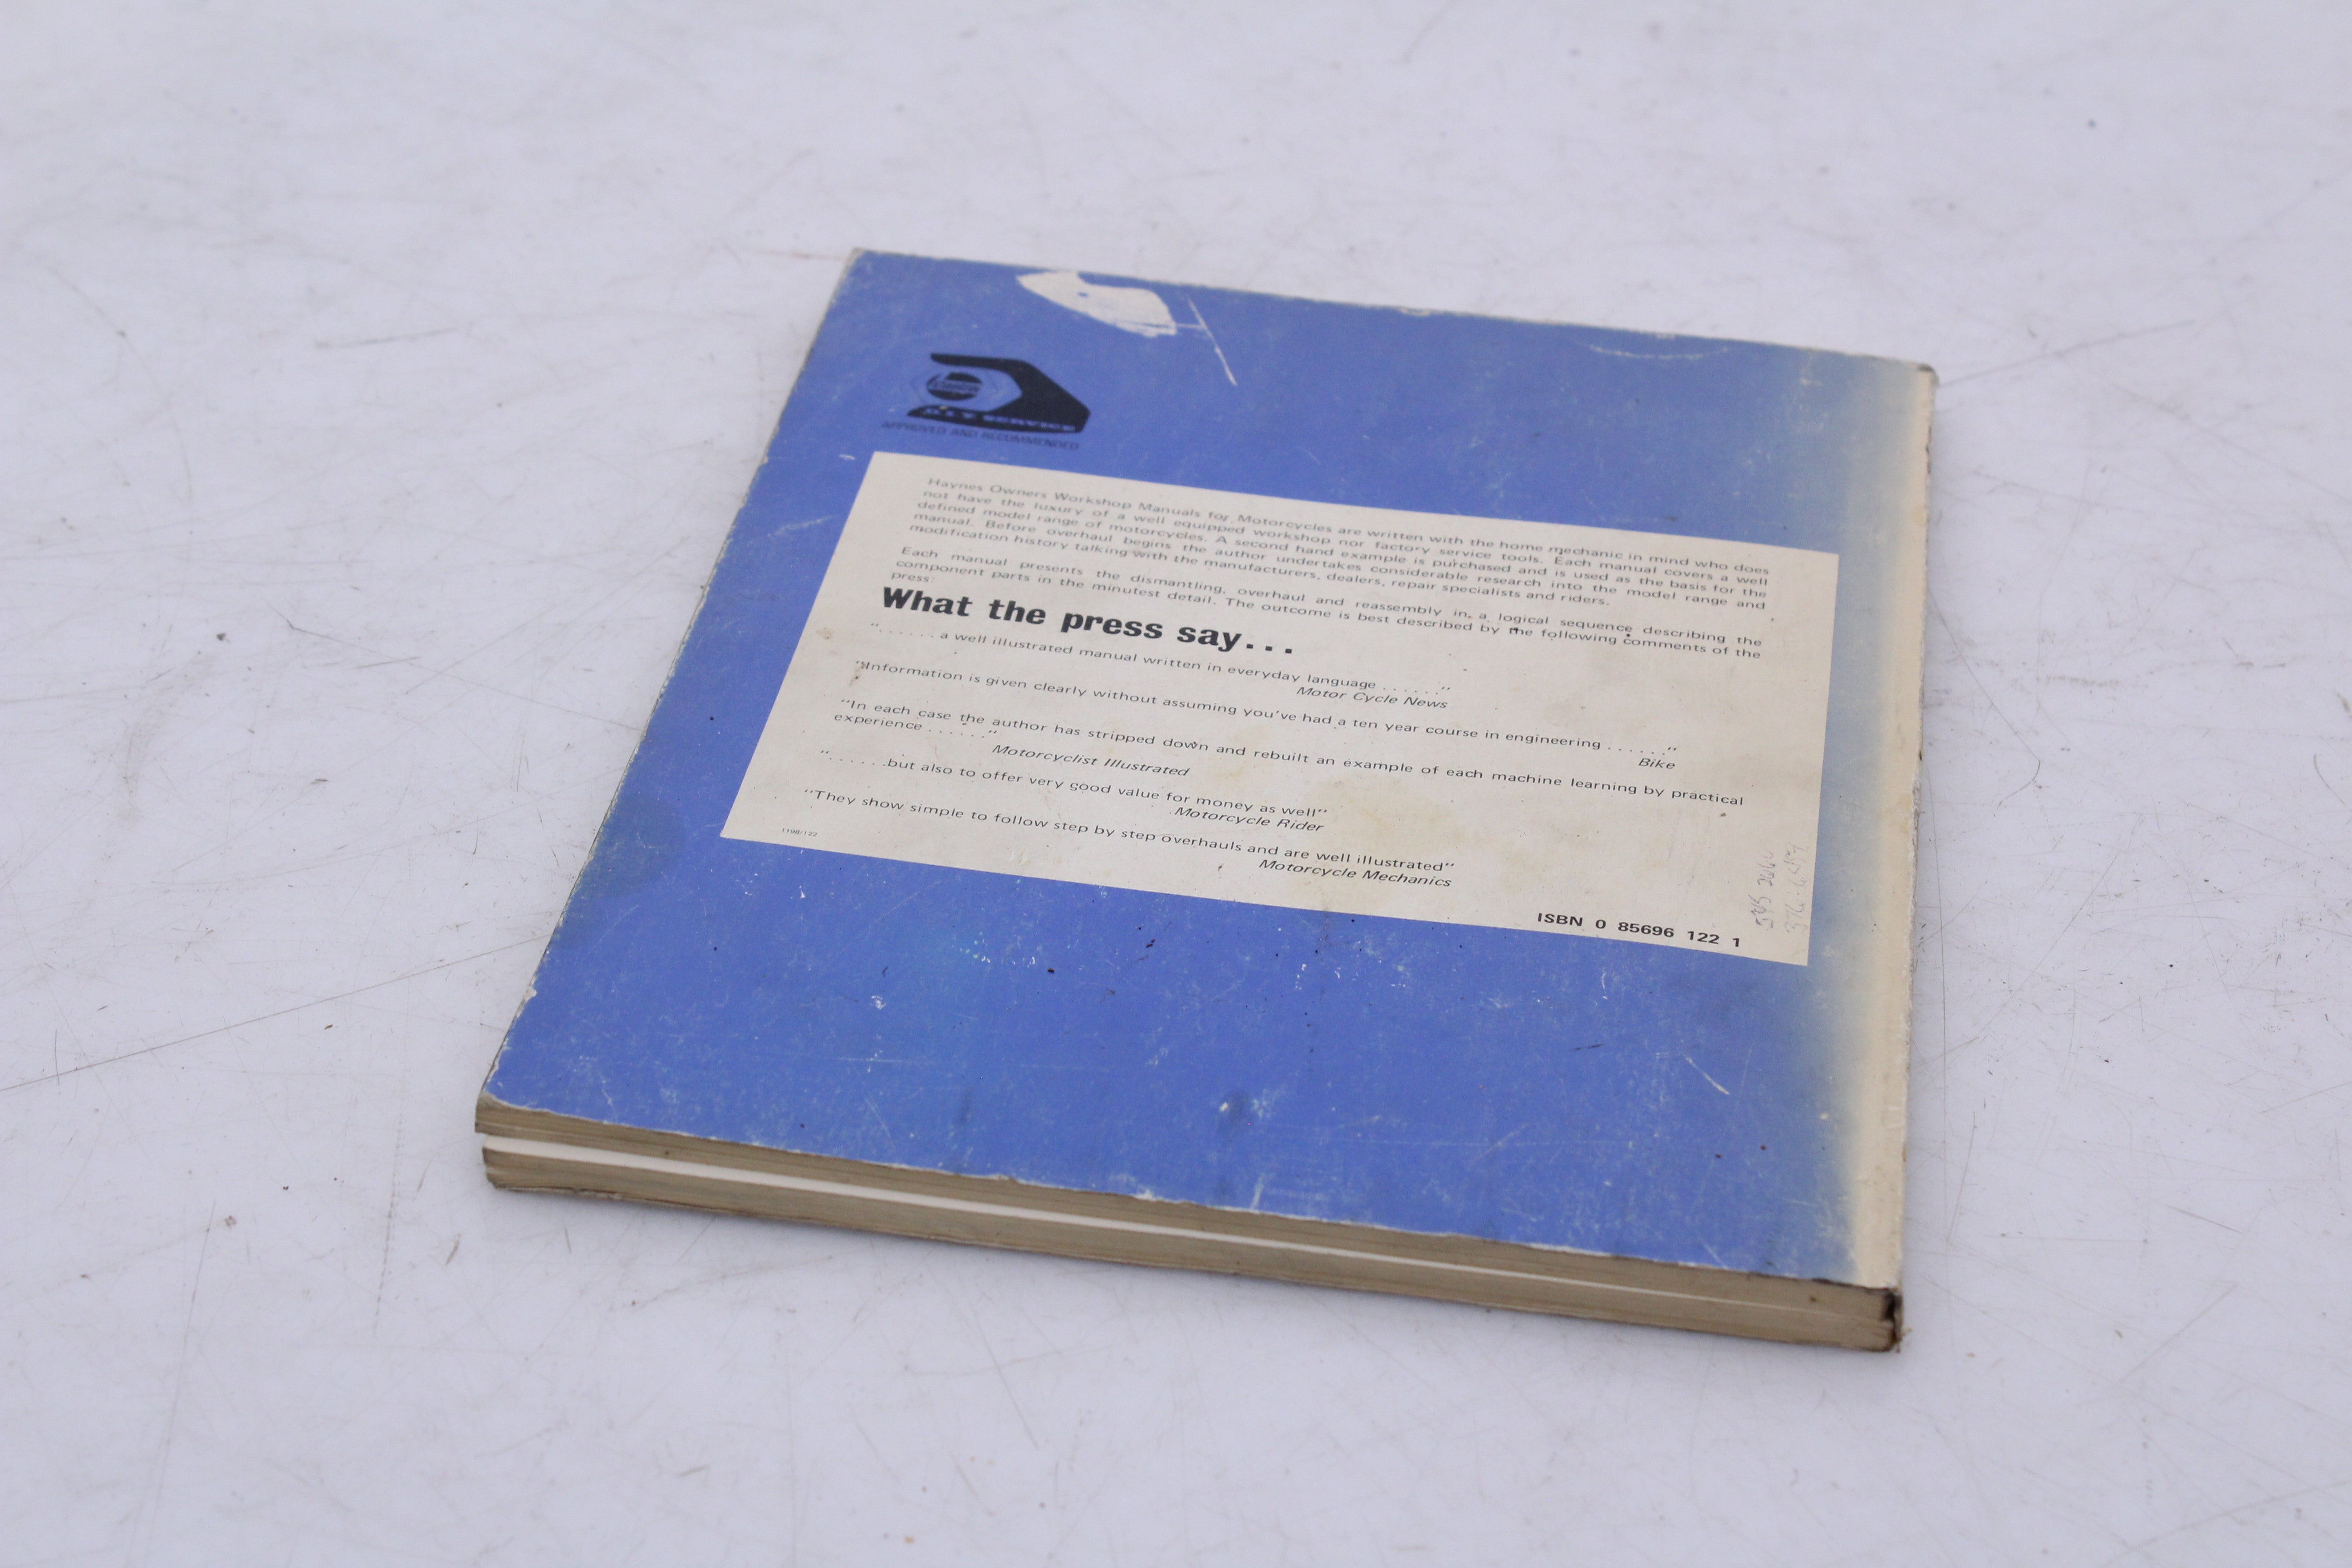 D.I.Y. SERVICE
APPROVED AND RECOMMENDED
Haynes Owners Workshop Manuals for Motorcycles are written with the home mechanic in mind who does
not have the luxury of a well equipped workshop nor factory service tools. Each manual covers a well
defined model range of motorcycles. A second hand example is purchased and is used as the basis for the
manual. Before overhaul begins the author undertakes considerable research into the model range and
modification history talking with the manufacturers, dealers, repair specialists and riders.
Each manual presents the dismantling, overhaul and reassembly in a logical sequence describing the
component parts in the minutest detail. The outcome is best described by the following comments of the
press:
What the press say...
"......a well illustrated manual written in everyday language ......"
Motor Cycle News
"Information is given clearly without assuming you've had a ten year course in engineering ......"
Bike
"In each case the author has stripped down and rebuilt an example of each machine learning by practical
experience ......"
Motorcyclist Illustrated
"......but also to offer very good value for money as well"
Motorcycle Rider
"They show simple to follow step by step overhauls and are well illustrated"
Motorcycle Mechanics
1198/122
ISBN 0 85696 122 1